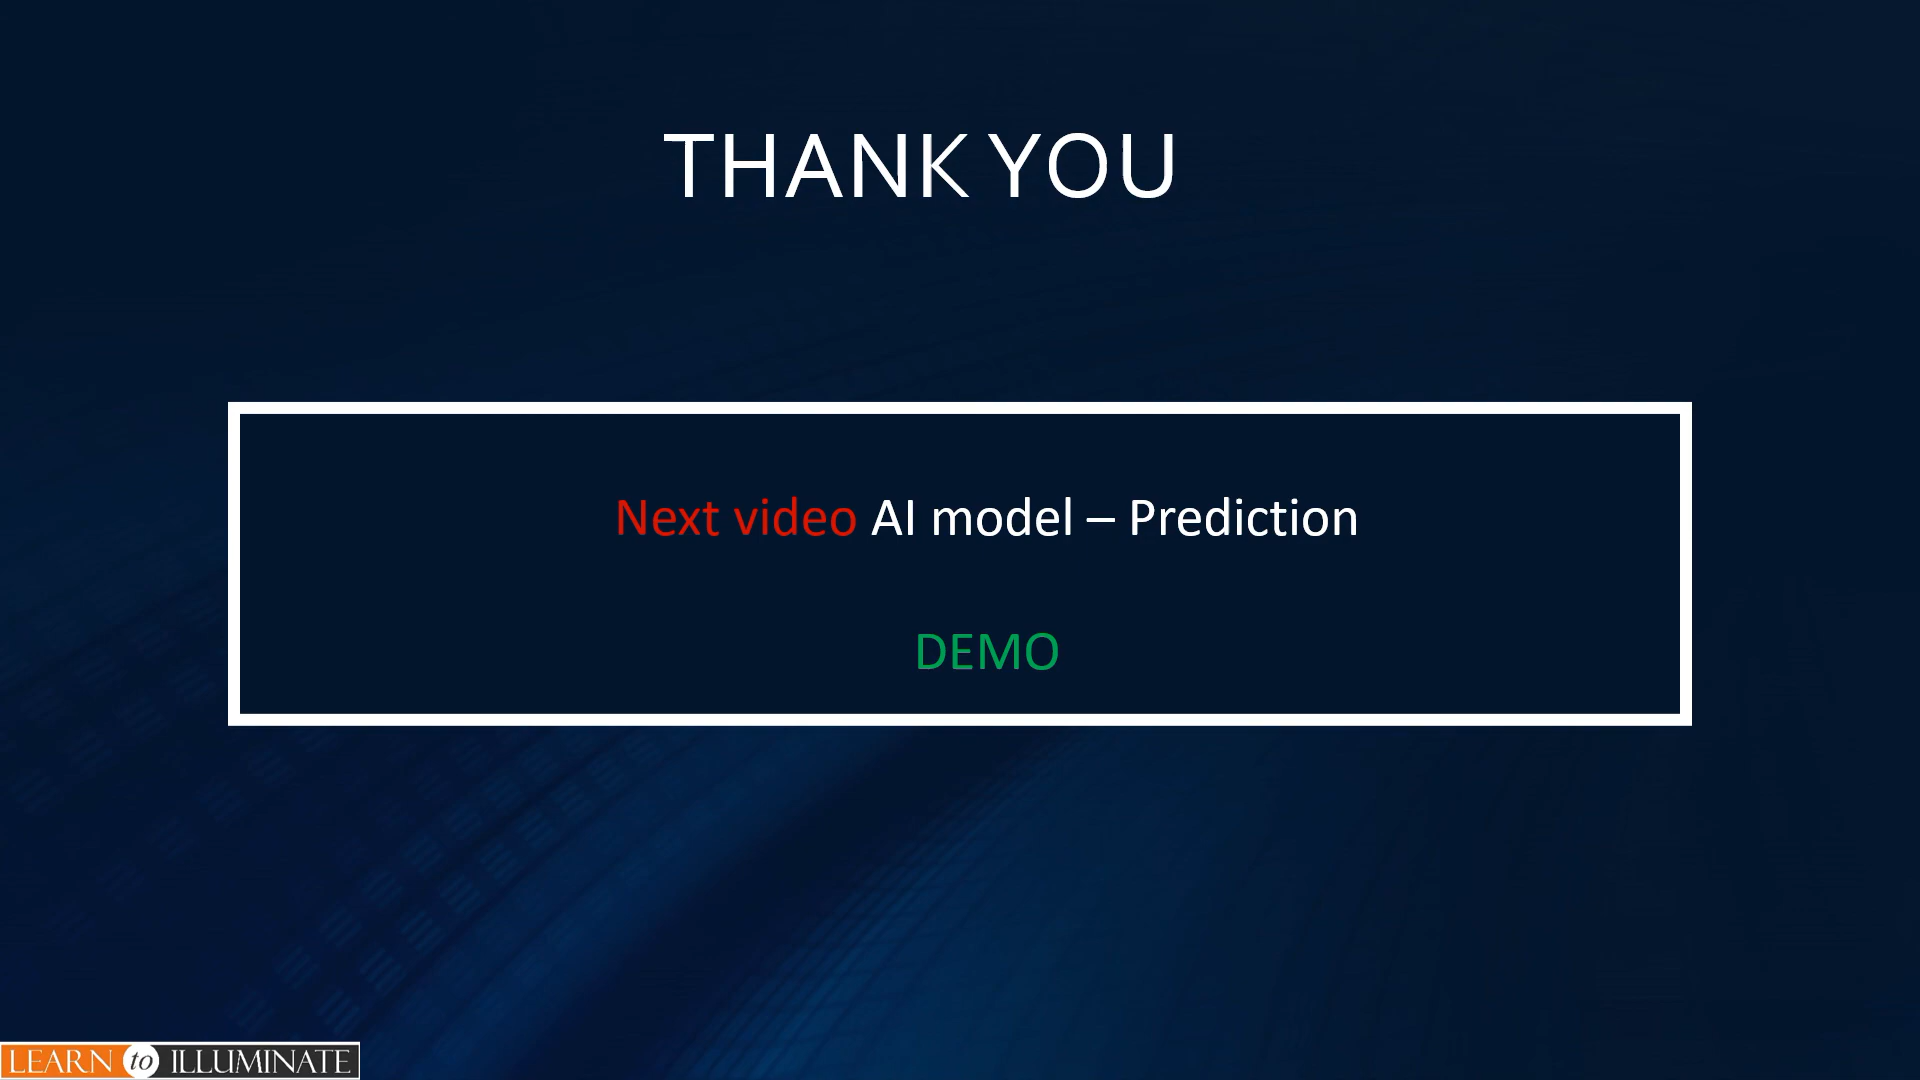 THANK YOU
Next video AI model – Prediction
DEMO
LEARN to ILLUMINATE